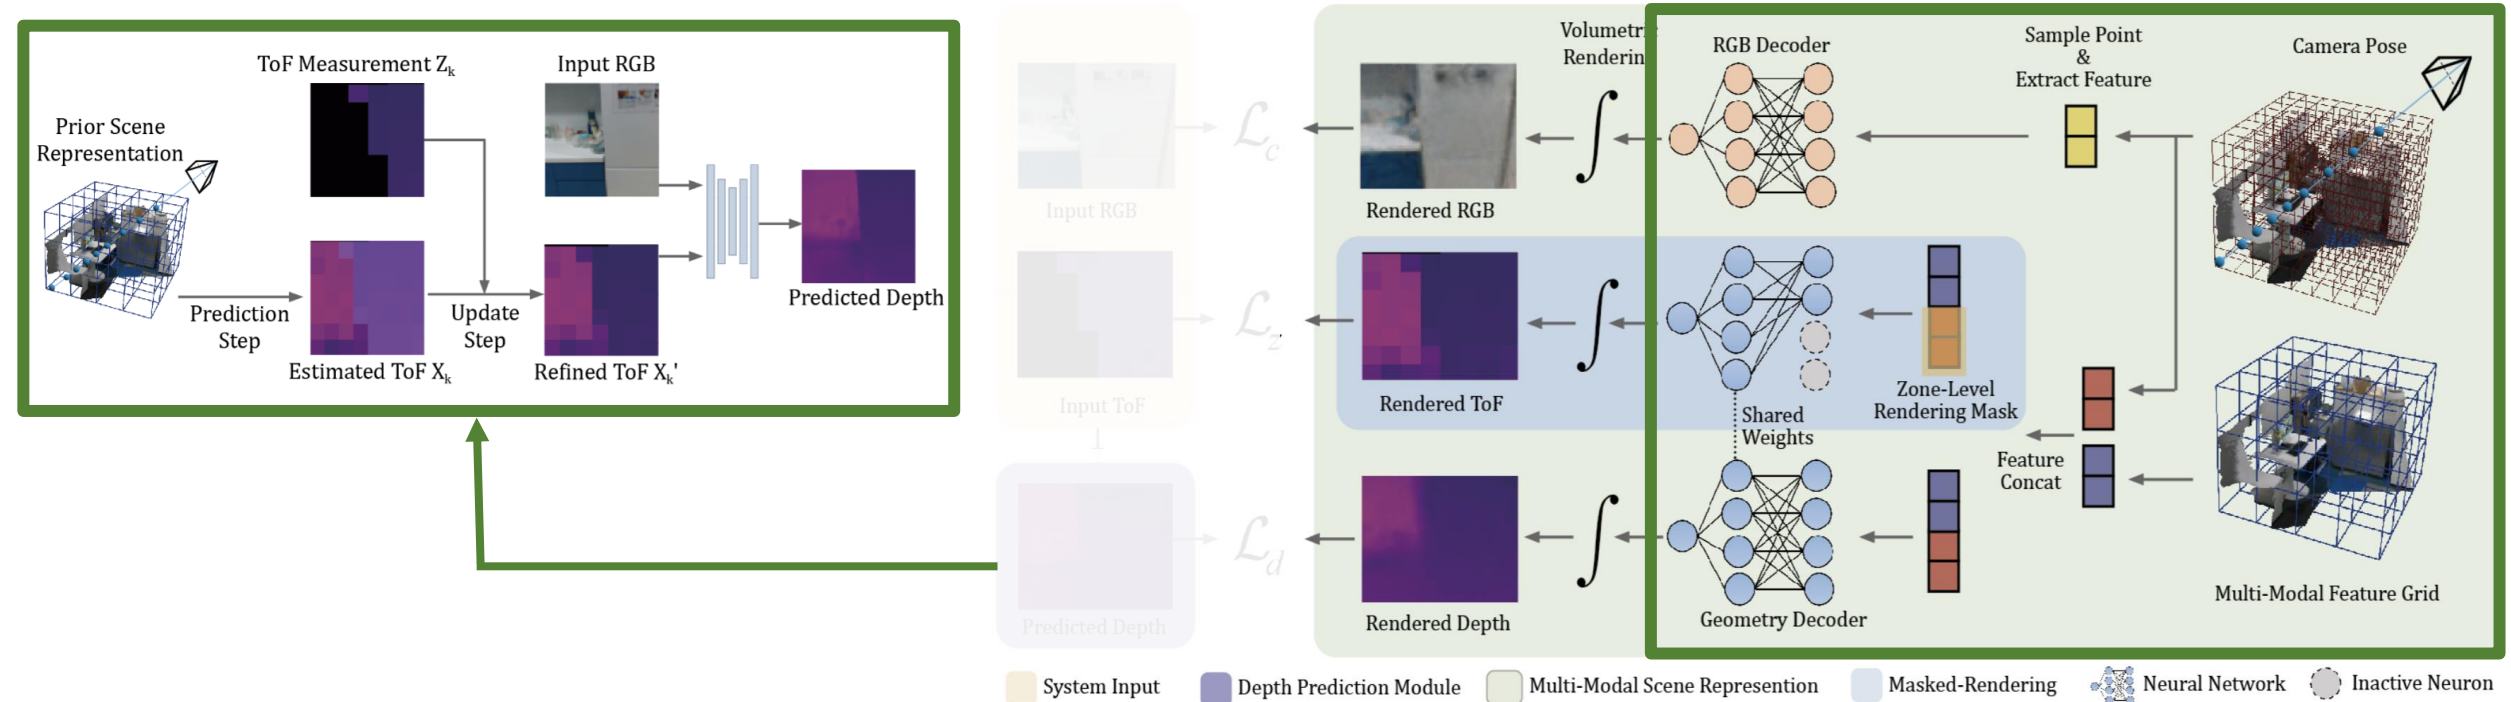 ToF Measurement Zk
Input RGB
Prior Scene
Representation
Prediction
Step
Estimated ToF Xk
Update
Step
Refined ToF Xk'
Predicted Depth
Input RGB
Input ToF
Predicted Depth
ℒc
ℒz
ℒd
Volumetri
Renderin
Rendered RGB
Rendered ToF
Rendered Depth
∫
∫
∫
RGB Decoder
Shared
Weights
Geometry Decoder
Sample Point
&
Extract Feature
Zone-Level
Rendering Mask
Feature
Concat
Camera Pose
Multi-Modal Feature Grid
System Input
Depth Prediction Module
Multi-Modal Scene Represention
Masked-Rendering
Neural Network
Inactive Neuron